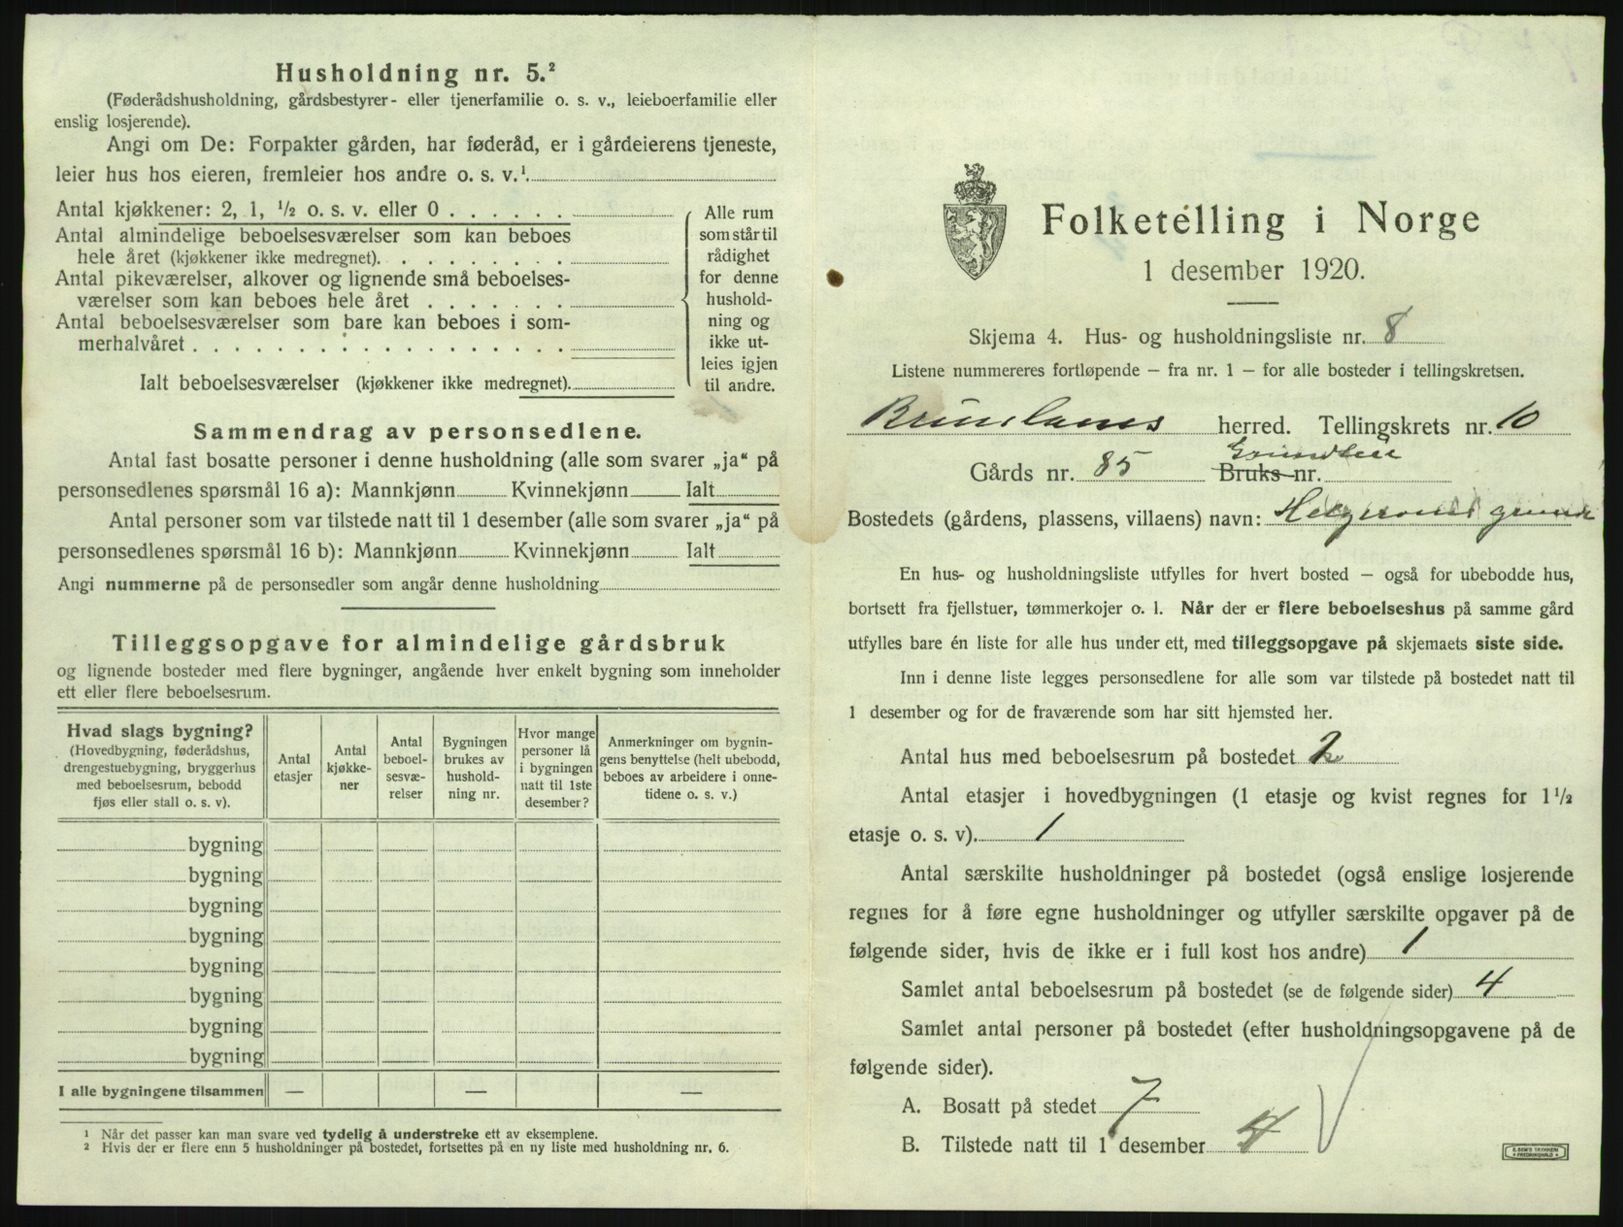 Husholdning nr. 5.²
(Føderådshusholdning, gårdsbestyrer- eller tjenerfamilie o. s. v., leieboerfamilie eller
enslig losjerende).
Angi om De: Forpakter gården, har føderåd, er i gårdeierens tjeneste,
leier hus hos eieren, fremleier hos andre o. s. v.¹
Antal kjøkkener: 2, 1, ½ o. s. v. eller 0
Antal almindelige beboelsesværelser som kan beboes
hele året (kjøkkener ikke medregnet).
Antal pikeværelser, alkover og lignende små beboelses-
værelser som kan beboes hele året
Antal beboelsesværelser som bare kan beboes i som-
merhalvåret
Ialt beboelsesværelser (kjøkkener ikke medregnet).
Alle rum
som står til
rådighet
for denne
hushold-
ning og
ikke ut-
leies igjen
til andre.
Sammendrag av personsedlene.
Antal fast bosatte personer i denne husholdning (alle som svarer „ja“ på
personsedlenes spørsmål 16 a): Mannkjønn Kvinnekjønn Ialt
Antal personer som var tilstede natt til 1 desember (alle som svarer „ja“ på
personsedlenes spørsmål 16 b): Mannkjønn Kvinnekjønn Ialt
Angi nummerne på de personsedler som angår denne husholdning
Tilleggsopgave for almindelige gårdsbruk
og lignende bosteder med flere bygninger, angående hver enkelt bygning som inneholder
ett eller flere beboelsesrum.
Hvad slags bygning?
(Hovedbygning, føderådshus,
drengestuebygning, bryggerhus
med beboelsesrum, bebodd
fjøs eller stall o. s. v).
Antal
etasjer
Antal
kjøkke-
ner
Antal
beboel-
sesvæ-
relser
Bygningen
brukes av
hushold-
ning nr.
Hvor mange
personer lå
i bygningen
natt til 1ste
desember?
Anmerkninger om bygnin-
gens benyttelse (helt ubebodd,
beboes av arbeidere i onne-
tidene o. s. v.)
bygning
bygning
bygning
bygning
bygning
bygning
bygning
bygning
I alle bygningene tilsammen — — —
¹ Når det passer kan man svare ved tydelig å understreke ett av eksemplene.
² Hvis der er flere enn 5 husholdninger på bostedet, fortsettes på en ny liste med husholdning nr. 6.
Folketelling i Norge
1 desember 1920.
Skjema 4. Hus- og husholdningsliste nr. 8
Listene nummereres fortløpende — fra nr. 1 — for alle bosteder i tellingskretsen.
Brunlanes herred. Tellingskrets nr. 10
Gårds nr. 85 Bruks-nr.
Bostedets (gårdens, plassens, villaens) navn:
En hus- og husholdningsliste utfylles for hvert bosted — også for ubebodde hus,
bortsett fra fjellstuer, tømmerkojer o. l. Når der er flere beboelseshus på samme gård
utfylles bare én liste for alle hus under ett, med tilleggsopgave på skjemaets siste side.
Inn i denne liste legges personsedlene for alle som var tilstede på bostedet natt til
1 desember og for de fraværende som har sitt hjemsted her.
Antal hus med beboelsesrum på bostedet
Antal etasjer i hovedbygningen (1 etasje og kvist regnes for 1½
etasje o. s. v). 1
Antal særskilte husholdninger på bostedet (også enslige losjerende
regnes for å føre egne husholdninger og utfyller særskilte opgaver på de
følgende sider, hvis de ikke er i full kost hos andre) 1
Samlet antal beboelsesrum på bostedet (se de følgende sider) 4
Samlet antal personer på bostedet (efter husholdningsopgavene på de
følgende sider).
A. Bosatt på stedet 7
B. Tilstede natt til 1 desember